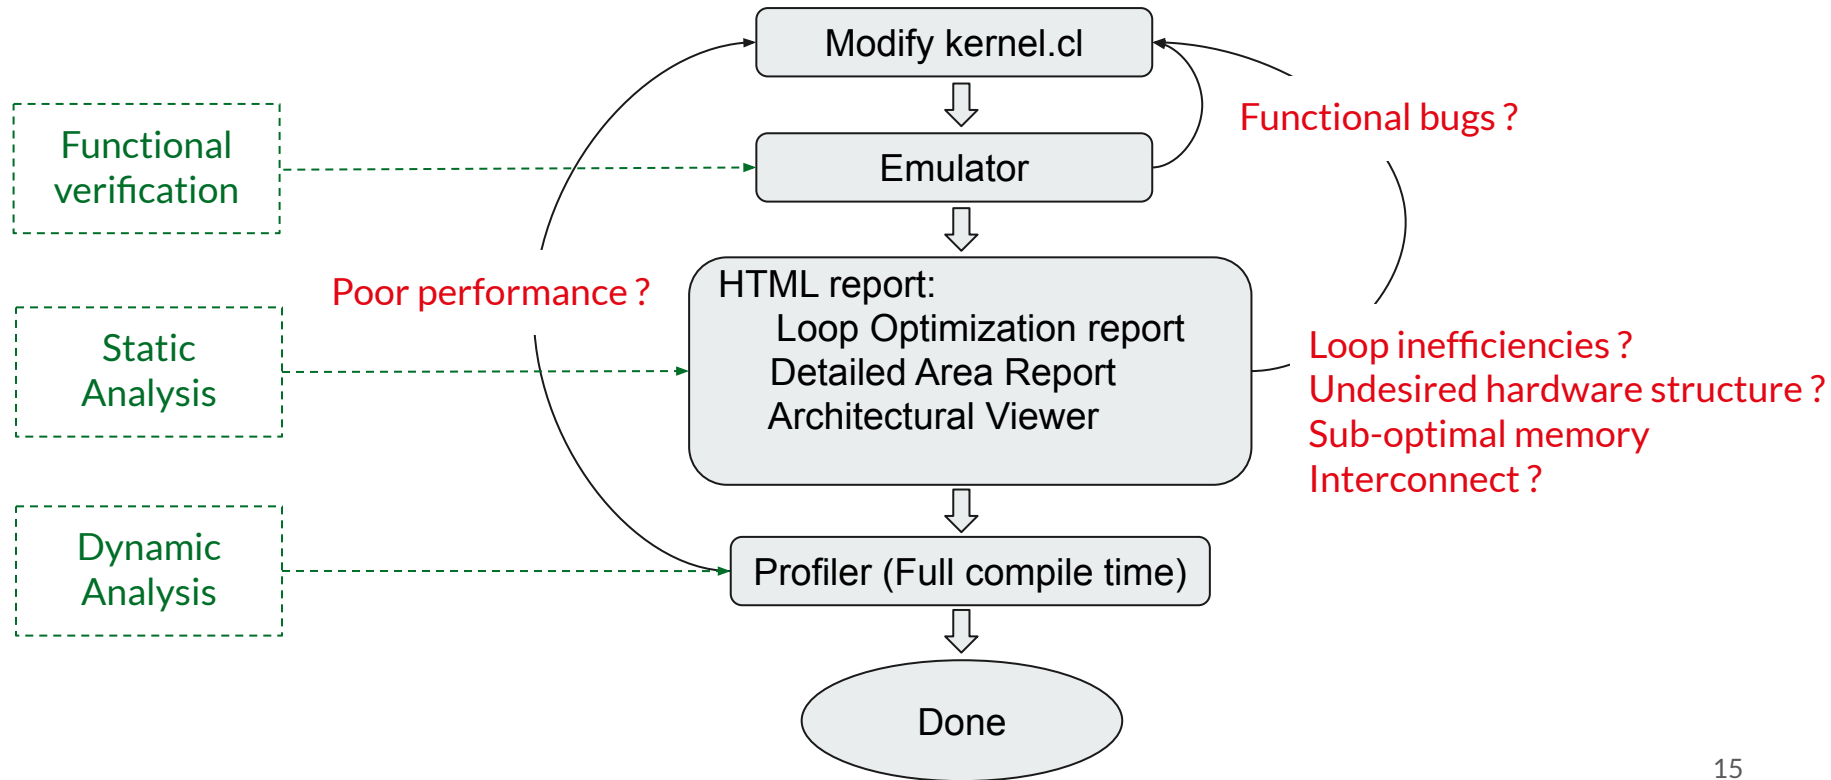 Modify kernel.cl
Functional bugs ?
Functional
verification
Emulator
Poor performance ?
HTML report:
Loop Optimization report
Detailed Area Report
Architectural Viewer
Static
Analysis
Loop inefficiencies ?
Undesired hardware structure ?
Sub-optimal memory
Interconnect ?
Dynamic
Analysis
Profiler (Full compile time)
Done
15